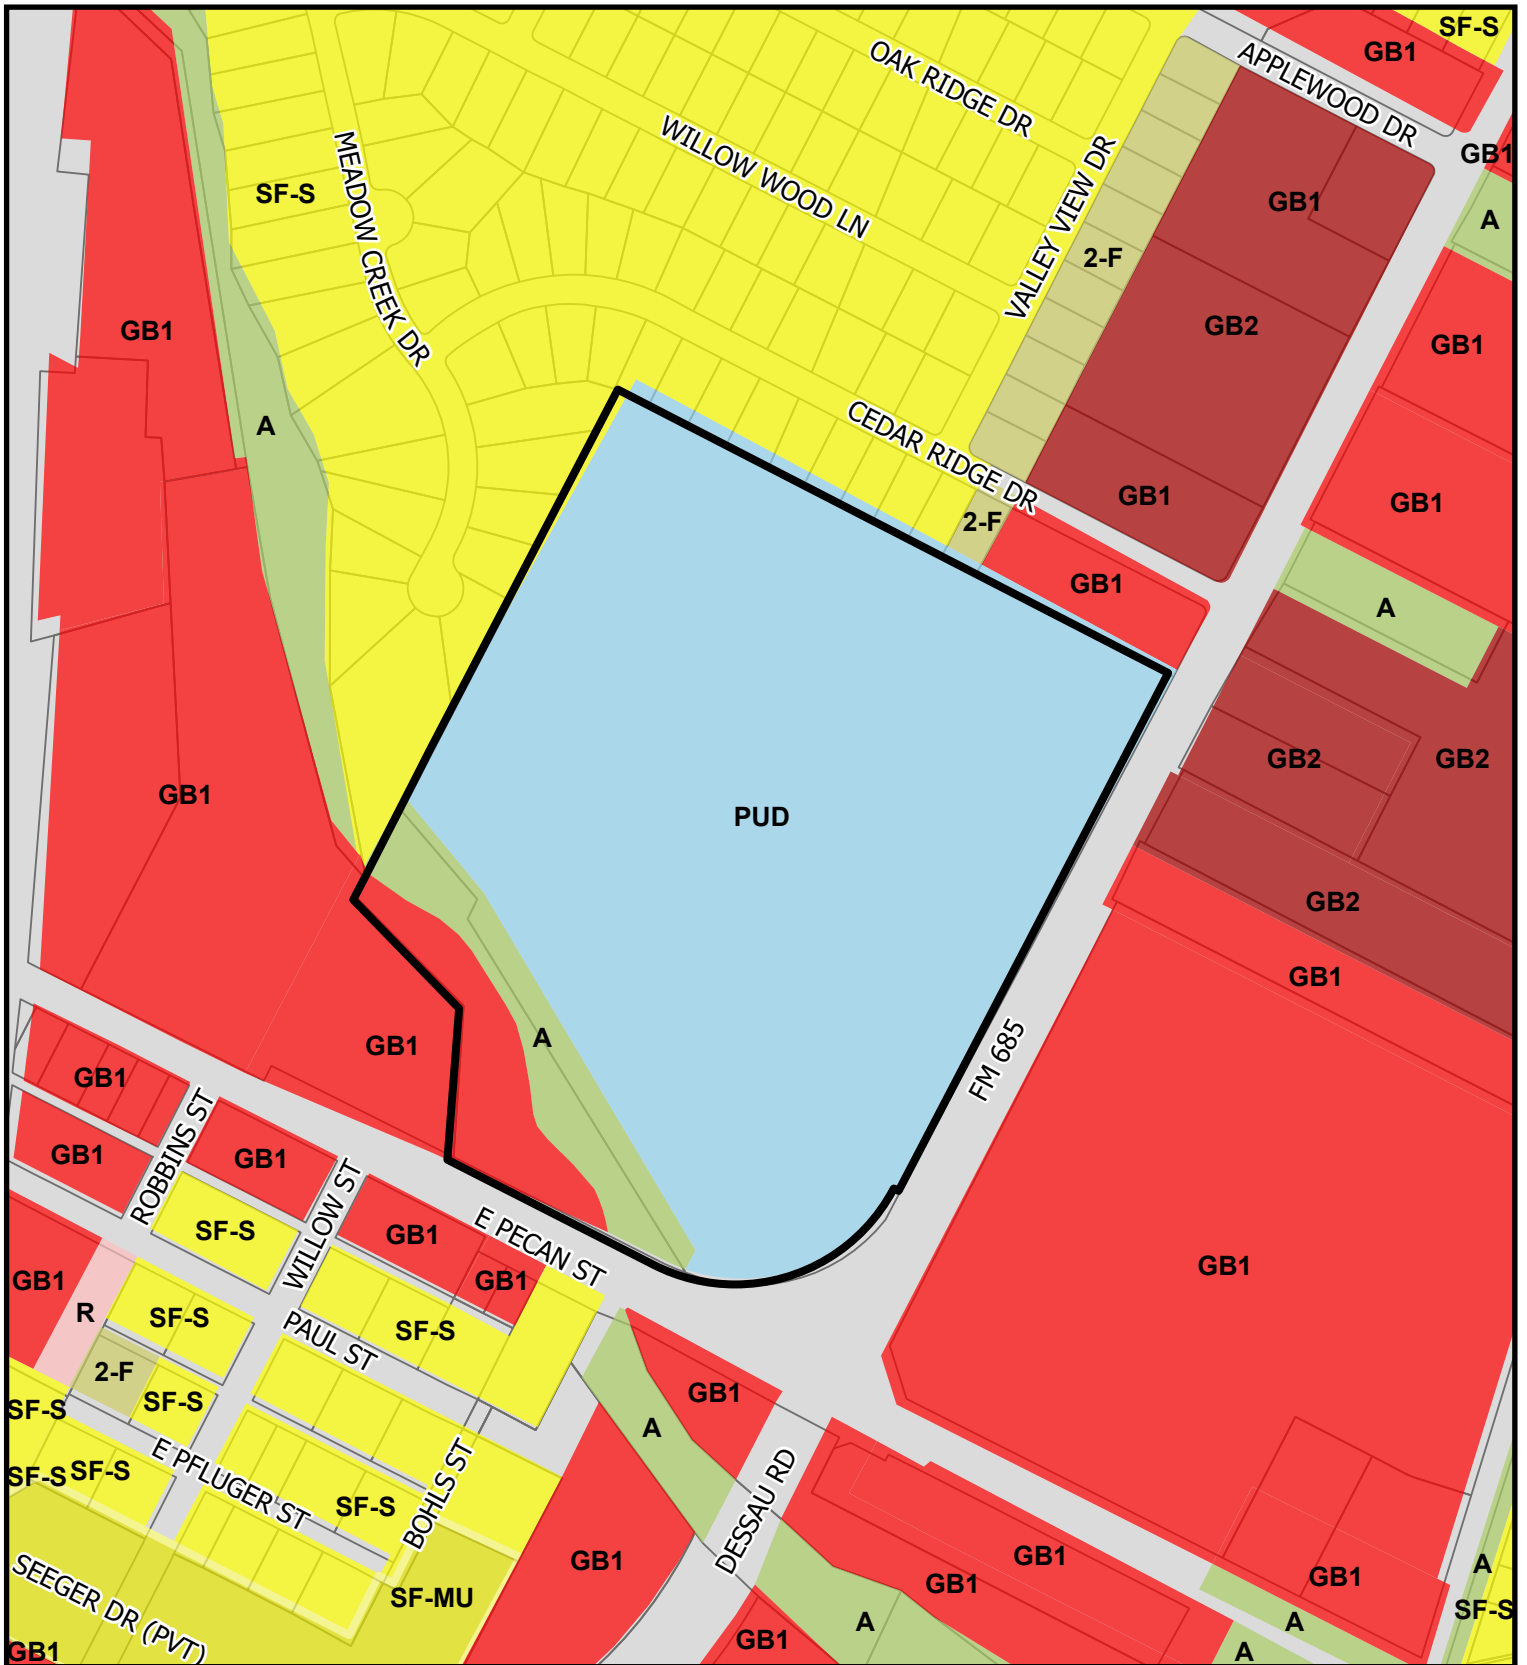 SF-S
GB1
OAK RIDGE DR
APPLEWOOD DR
WILLOW WOOD LN
MEADOW CREEK DR
SF-S
VALLEY VIEW DR
GB1
GB1
A
2-F
GB1
GB2
GB1
A
CEDAR RIDGE DR
GB1
GB1
2-F
GB1
A
GB1
PUD
GB2
GB2
GB2
GB1
GB1
A
FM 685
GB1
GB1
ROBBINS ST
GB1
GB1
WILLOW ST
SF-S
GB1
E PECAN ST
GB1
GB1
GB1
R
SF-S
PAUL ST
SF-S
2-F
SF-S
SF-S
GB1
A
SF-S
SF-S
E PFLUGER ST
SF-S
BOHLS ST
DESSAU RD
GB1
GB1
GB1
GB1
A
SEEGER DR (PVT)
SF-MU
SF-S
A
A
GB1
GB1
A